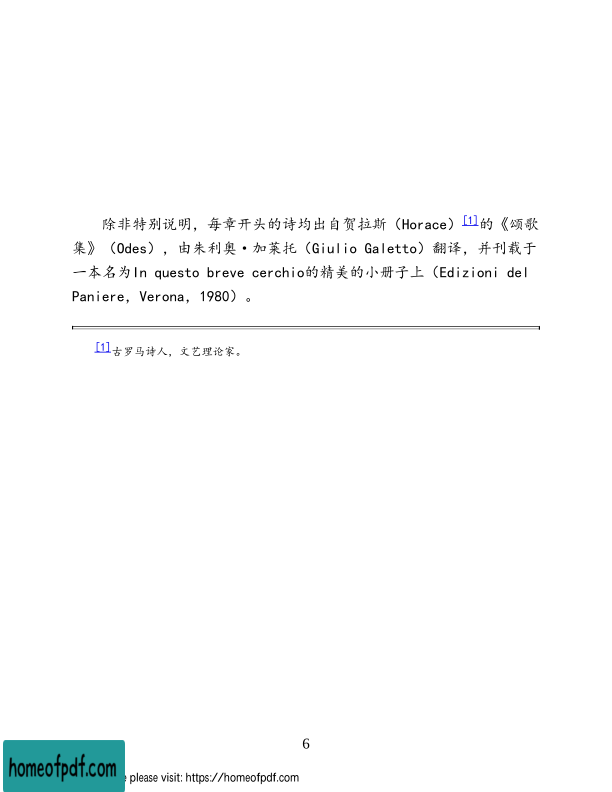 除非特别说明，每章开头的诗均出自贺拉斯（Horace）[1]的《颂歌
集》（Odes），由朱利奥·加莱托（Giulio Galetto）翻译，并刊载于
一本名为In questo breve cerchio的精美的小册子上（Edizioni del
Paniere，Verona，1980）。
[1]古罗马诗人，文艺理论家。
6
homeofpdf.com
e please visit: https://homeofpdf.com